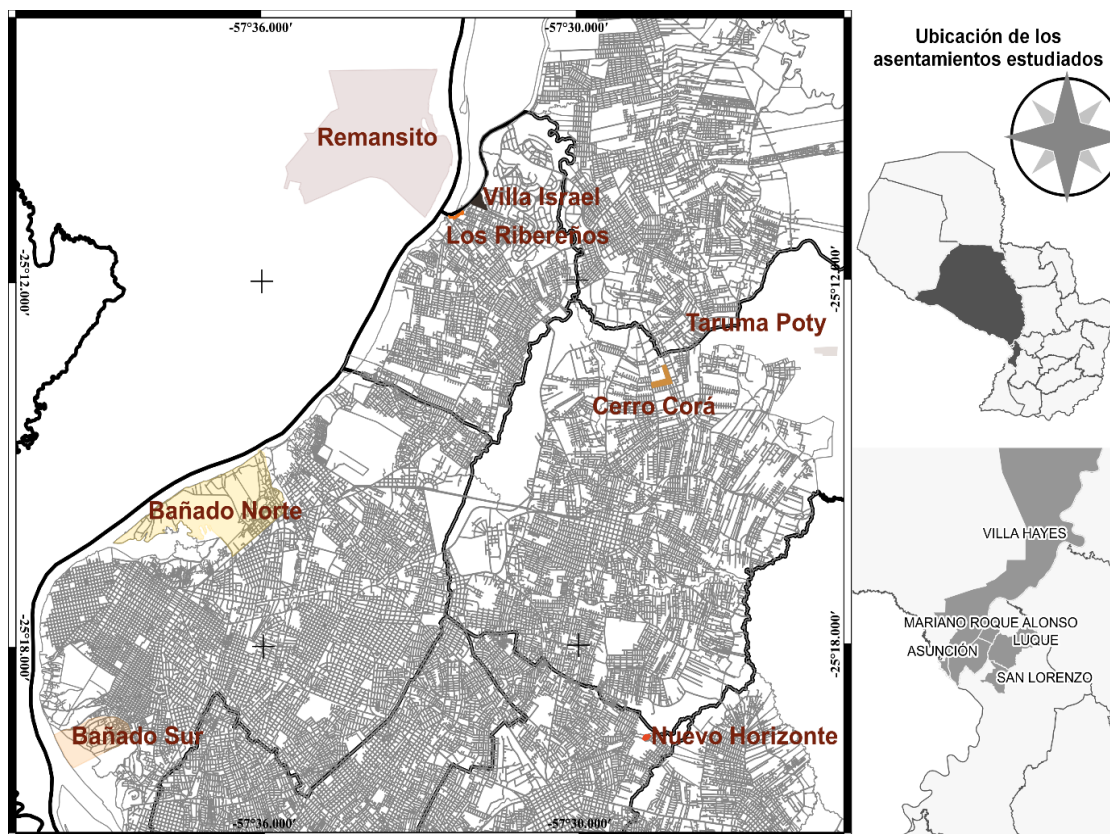 -57°36.000′
-57°30.000′
Remansito
Villa Israel
Los Ribereños
-25°12.000′
-25°12.000′
Taruma Poty
Cerro Corá
Bañado Norte
-25°18.000′
-25°18.000′
Bañado Sur
Nuevo Horizonte
-57°36.000′
-57°30.000′
Ubicación de los
asentamientos estudiados
VILLA HAYES
MARIANO ROQUE ALONSO
LUQUE
ASUNCIÓN
SAN LORENZO